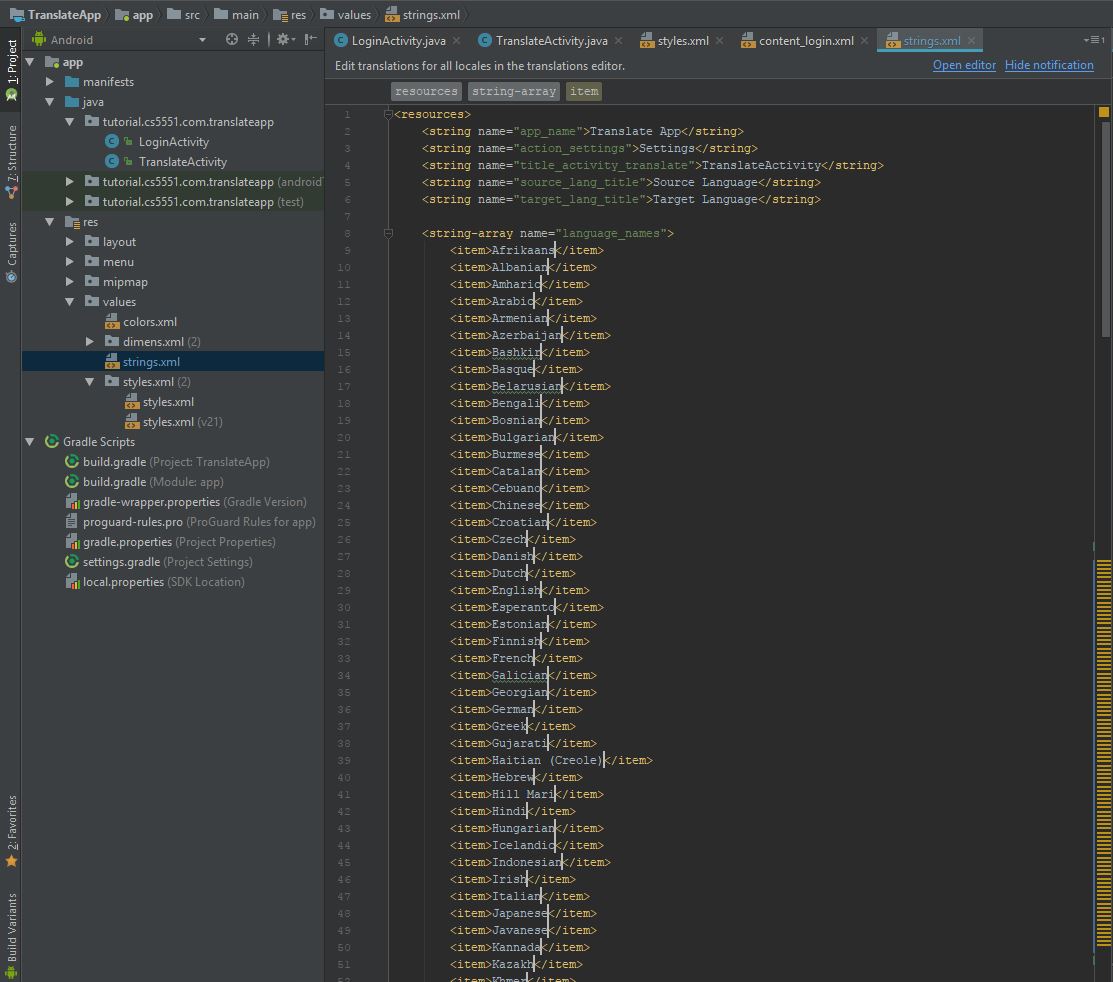 TranslateApp app src main res values strings.xml
Android
1: Project
7: Structure
Captures
2: Favorites
Build Variants
app
manifests
java
tutorial.cs5551.com.translateapp
LoginActivity
TranslateActivity
tutorial.cs5551.com.translateapp (android
tutorial.cs5551.com.translateapp (test)
res
layout
menu
mipmap
values
colors.xml
dimens.xml (2)
strings.xml
styles.xml (2)
styles.xml
styles.xml (v21)
Gradle Scripts
build.gradle (Project: TranslateApp)
build.gradle (Module: app)
gradle-wrapper.properties (Gradle Version)
proguard-rules.pro (ProGuard Rules for app)
gradle.properties (Project Properties)
settings.gradle (Project Settings)
local.properties (SDK Location)
LoginActivity.java TranslateActivity.java styles.xml content_login.xml strings.xml
Edit translations for all locales in the translations editor. Open editor Hide notification
resources string-array item
1 <resources>
2 <string name="app_name">Translate App</string>
3 <string name="action_settings">Settings</string>
4 <string name="title_activity_translate">TranslateActivity</string>
5 <string name="source_lang_title">Source Language</string>
6 <string name="target_lang_title">Target Language</string>
7
8 <string-array name="language_names">
9 <item>Afrikaans</item>
10 <item>Albanian</item>
11 <item>Amharic</item>
12 <item>Arabic</item>
13 <item>Armenian</item>
14 <item>Azerbaijan</item>
15 <item>Bashkir</item>
16 <item>Basque</item>
17 <item>Belarusian</item>
18 <item>Bengali</item>
19 <item>Bosnian</item>
20 <item>Bulgarian</item>
21 <item>Burmese</item>
22 <item>Catalan</item>
23 <item>Cebuano</item>
24 <item>Chinese</item>
25 <item>Croatian</item>
26 <item>Czech</item>
27 <item>Danish</item>
28 <item>Dutch</item>
29 <item>English</item>
30 <item>Esperanto</item>
31 <item>Estonian</item>
32 <item>Finnish</item>
33 <item>French</item>
34 <item>Galician</item>
35 <item>Georgian</item>
36 <item>German</item>
37 <item>Greek</item>
38 <item>Gujarati</item>
39 <item>Haitian (Creole)</item>
40 <item>Hebrew</item>
41 <item>Hill Mari</item>
42 <item>Hindi</item>
43 <item>Hungarian</item>
44 <item>Icelandic</item>
45 <item>Indonesian</item>
46 <item>Irish</item>
47 <item>Italian</item>
48 <item>Japanese</item>
49 <item>Javanese</item>
50 <item>Kannada</item>
51 <item>Kazakh</item>
52 <item>Khmer</item>